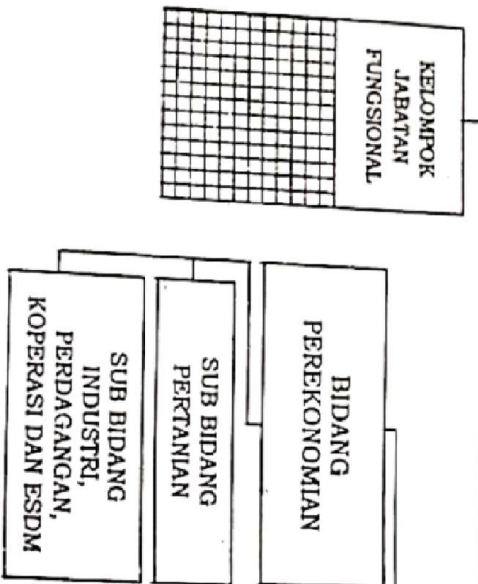 KELOMPOK
JABATAN
FUNGSIONAL
BIDANG
PEREKONOMIAN
SUB BIDANG
PERTANIAN
SUB BIDANG
INDUSTRI,
PERDAGANGAN,
KOPERASI DAN ESDM